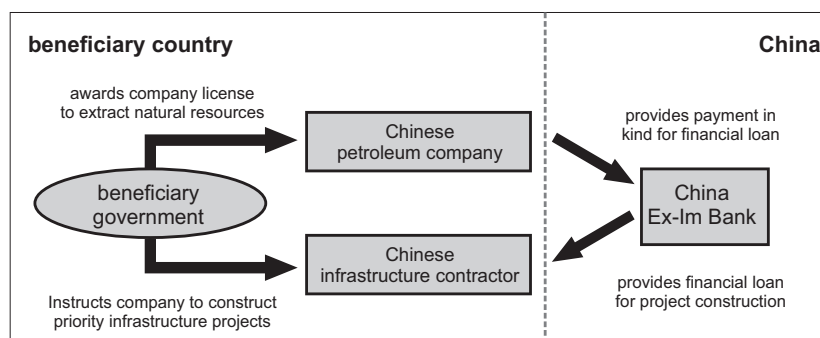 beneficiary country
China
awards company license
to extract natural resources
Chinese
petroleum company
provides payment in
kind for financial loan
beneficiary
government
China
Ex-Im Bank
Chinese
infrastructure contractor
Instructs company to construct
priority infrastructure projects
provides financial loan
for project construction